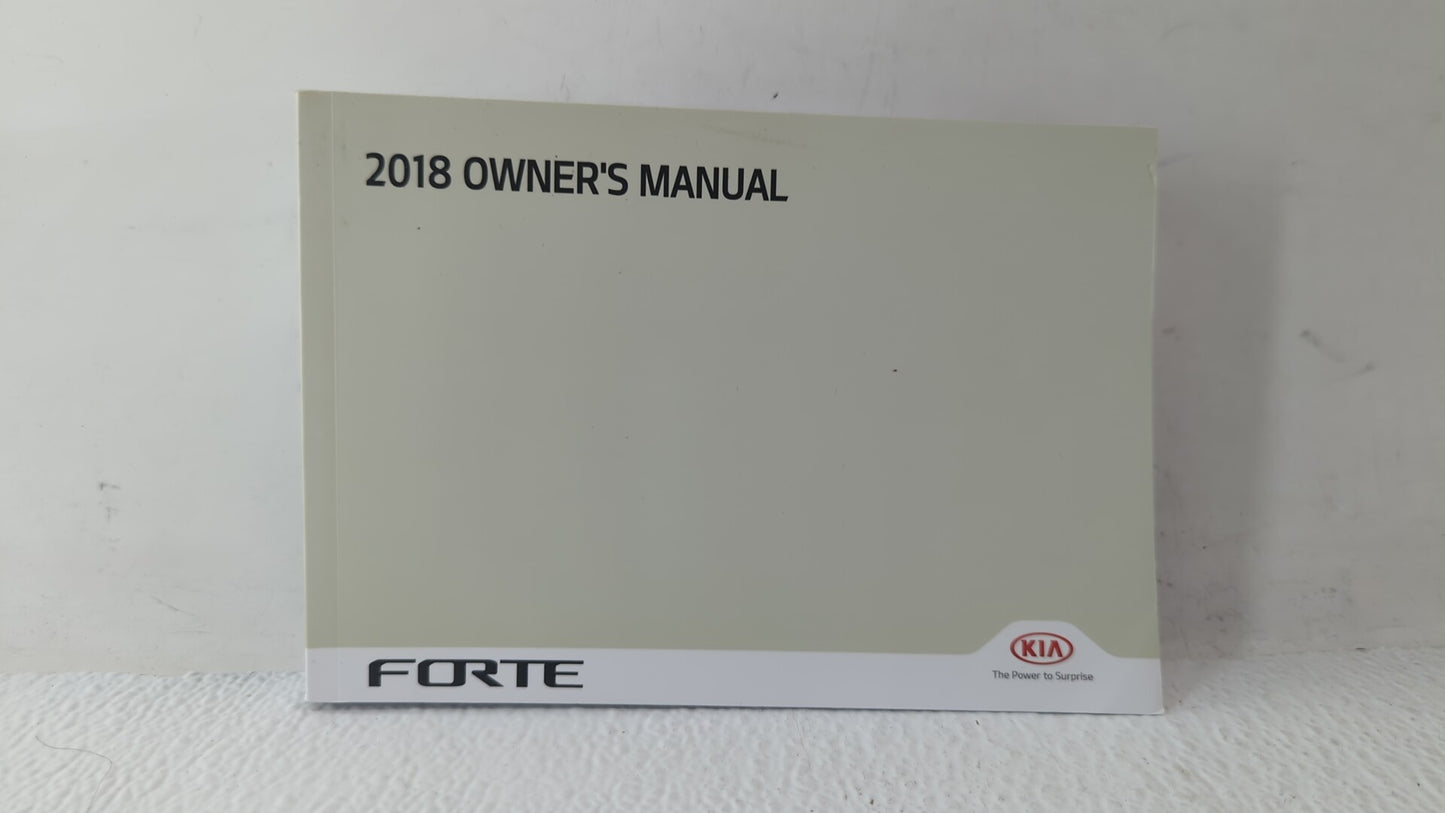 2018 OWNER'S MANUAL
FORTE
KIA
The Power to Surprise